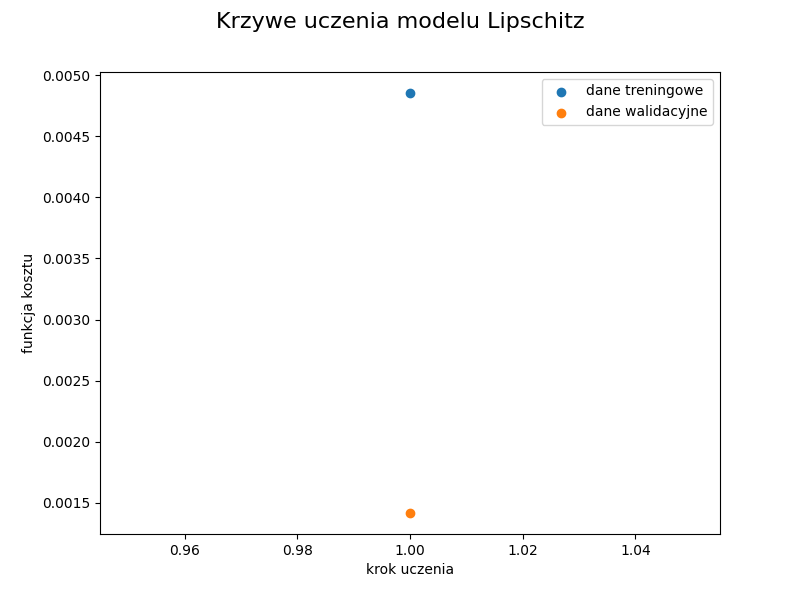 Krzywe uczenia modelu Lipschitz
dane treningowe
dane walidacyjne
0.0050
0.0045
0.0040
0.0035
0.0030
0.0025
0.0020
0.0015
funkcja kosztu
0.96 0.98 1.00 1.02 1.04
krok uczenia